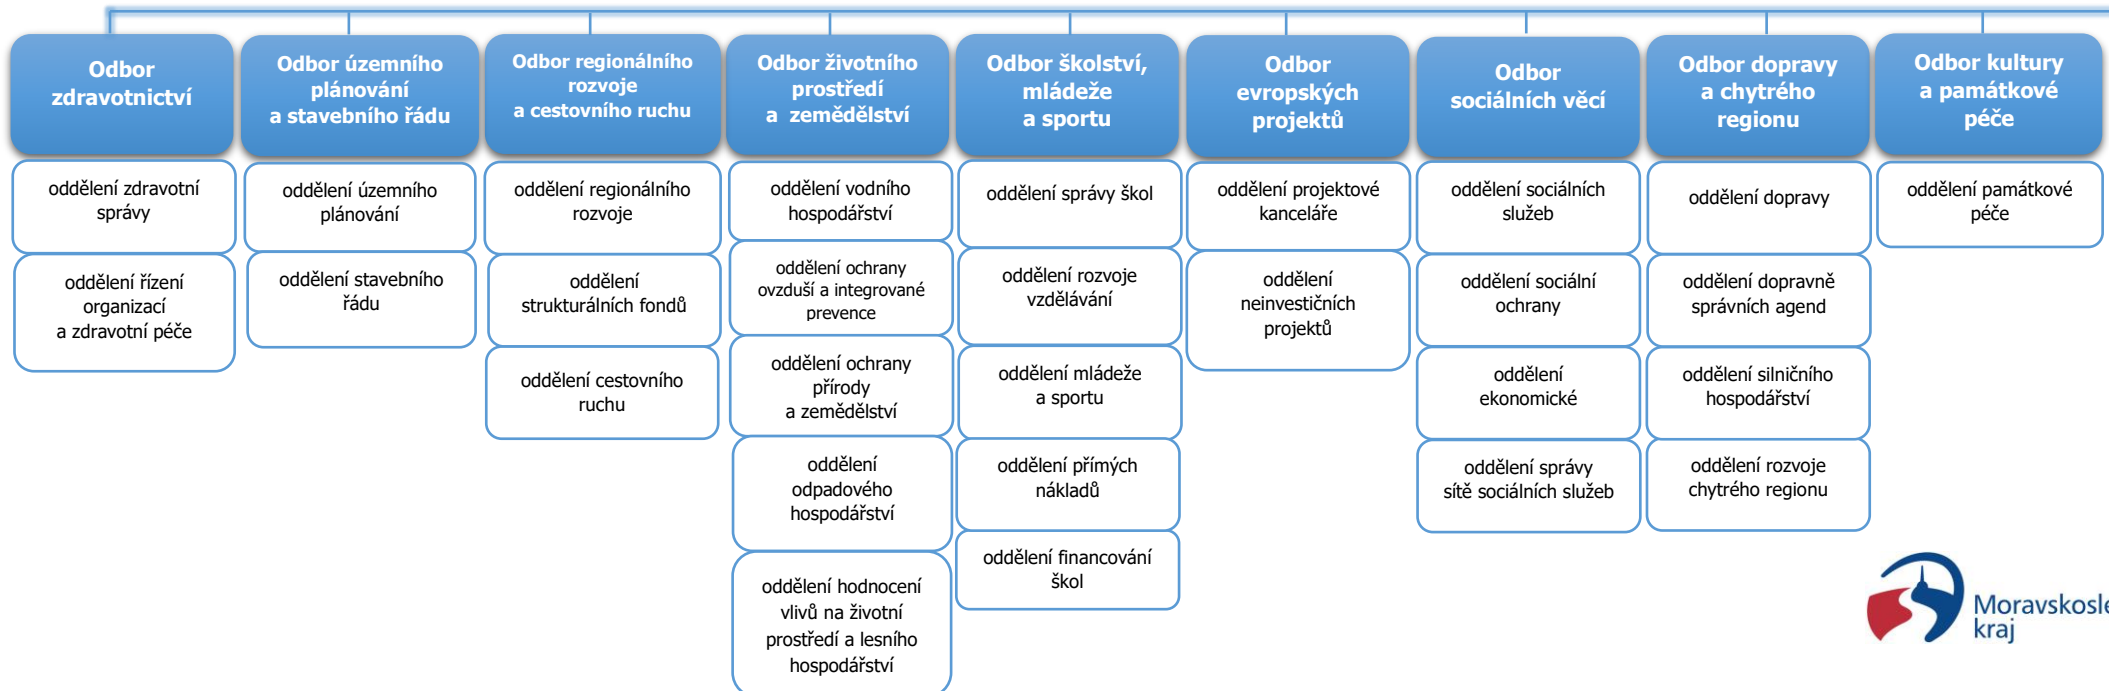 Odbor
zdravotnictví
oddělení zdravotní
správy
oddělení řízení
organizací
a zdravotní péče
Odbor územního
plánování
a stavebního řádu
oddělení územního
plánování
oddělení stavebního
řádu
Odbor regionálního
rozvoje
a cestovního ruchu
oddělení regionálního
rozvoje
oddělení
strukturálních fondů
oddělení cestovního
ruchu
Odbor životního
prostředí
a zemědělství
oddělení vodního
hospodářství
oddělení ochrany
ovzduší a integrované
prevence
oddělení ochrany
přírody
a zemědělství
oddělení
odpadového
hospodářství
oddělení hodnocení
vlivů na životní
prostředí a lesního
hospodářství
Odbor školství,
mládeže
a sportu
oddělení správy škol
oddělení rozvoje
vzdělávání
oddělení mládeže
a sportu
oddělení přímých
nákladů
oddělení financování
škol
Odbor
evropských
projektů
oddělení projektové
kanceláře
oddělení
neinvestičních
projektů
Odbor
sociálních věcí
oddělení sociálních
služeb
oddělení sociální
ochrany
oddělení
ekonomické
oddělení správy
sítě sociálních služeb
Odbor dopravy
a chytrého
regionu
oddělení dopravy
oddělení dopravně
správních agend
oddělení silničního
hospodářství
oddělení rozvoje
chytrého regionu
Odbor kultury
a památkové
péče
oddělení památkové
péče
Moravskosle
kraj